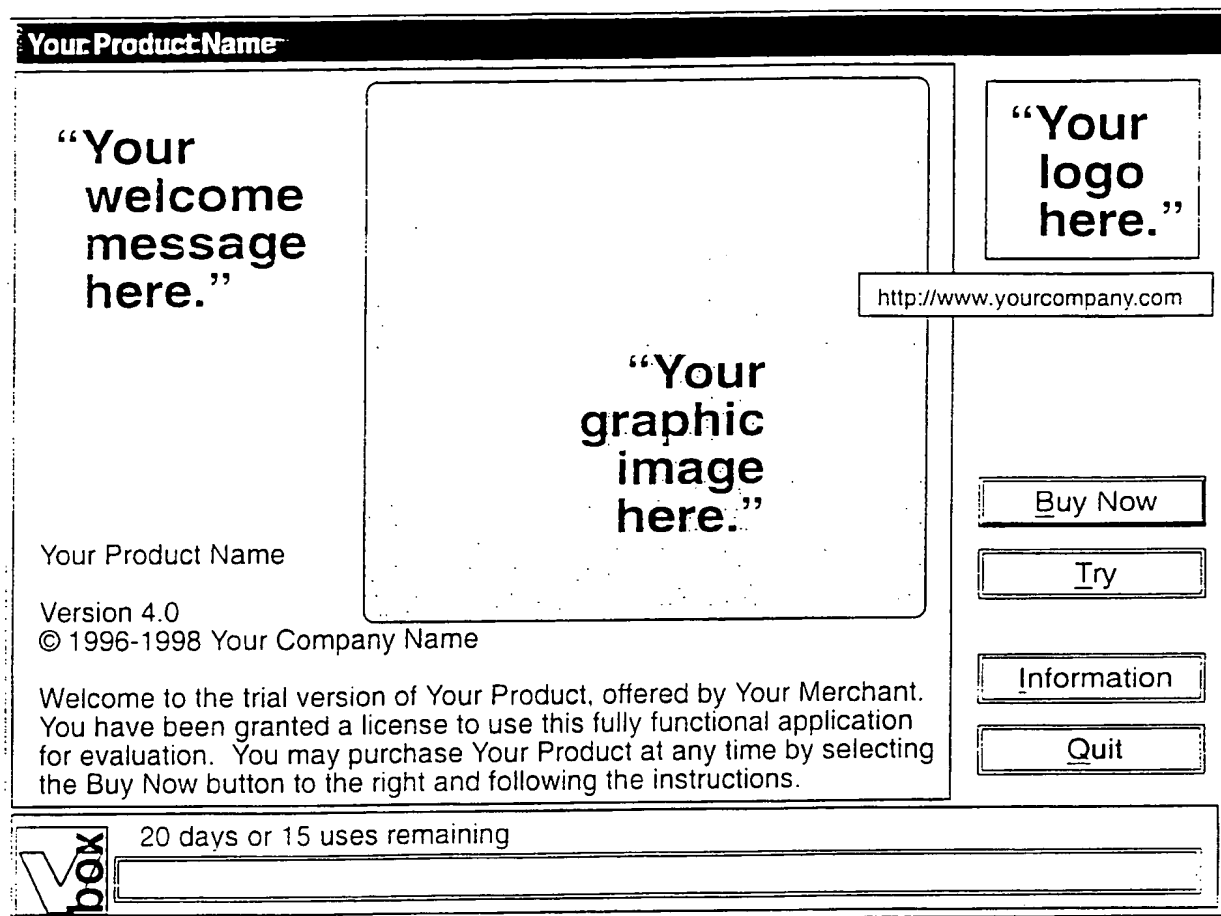 Your Product Name
“Your
welcome
message
here.”
“Your
graphic
image
here.”
“Your
logo
here.”
http://www.yourcompany.com
Buy Now
Try
Information
Quit
Your Product Name
Version 4.0
© 1996-1998 Your Company Name
Welcome to the trial version of Your Product, offered by Your Merchant.
You have been granted a license to use this fully functional application
for evaluation. You may purchase Your Product at any time by selecting
the Buy Now button to the right and following the instructions.
20 days or 15 uses remaining
Vbox